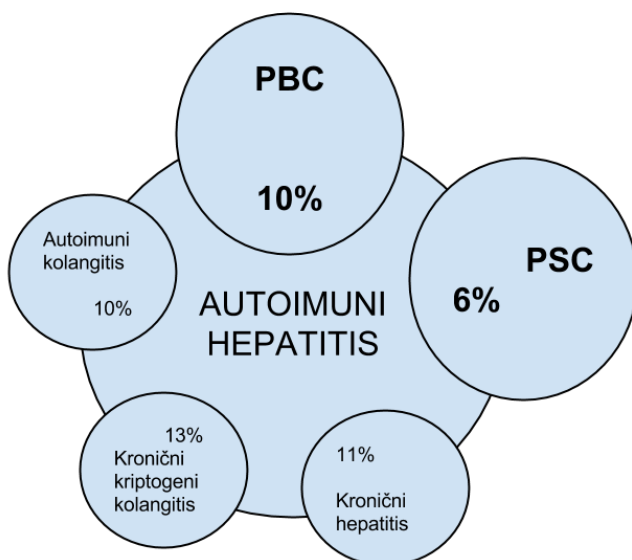 PBC
10%
PSC
6%
Autoimuni
kolangitis
10%
AUTOIMUNI
HEPATITIS
13%
Kronični
kriptogeni
kolangitis
11%
Kronični
hepatitis